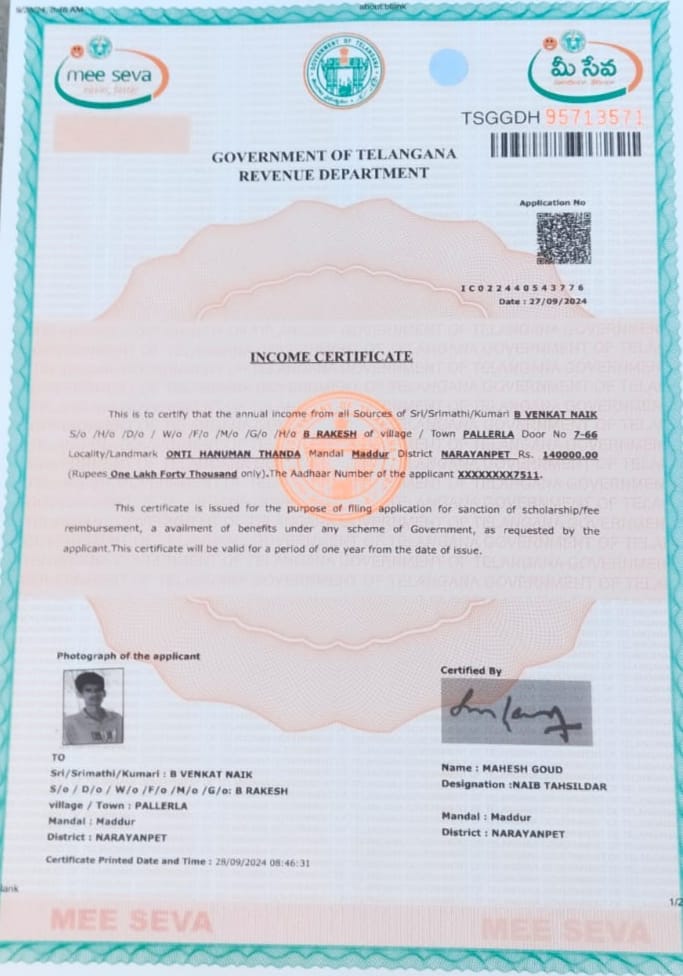 9/28/24, 8:48 AM
about:blank
mee seva
మీ సేవ
GOVERNMENT OF TELANGANA
TSGGDH 95713571
GOVERNMENT OF TELANGANA
REVENUE DEPARTMENT
Application No
IC022440543776
Date : 27/09/2024
INCOME CERTIFICATE
This is to certify that the annual income from all Sources of Sri/Srimathi/Kumari B VENKAT NAIK
S/o /H/o /D/o / W/o /F/o /M/o /G/o /H/o B RAKESH of village / Town PALLERLA Door No 7-66
Locality/Landmark ONTI HANUMAN THANDA Mandal Maddur District NARAYANPET Rs. 140000.00
(Rupees One Lakh Forty Thousand only).The Aadhaar Number of the applicant XXXXXXXX7511.
This certificate is issued for the purpose of filing application for sanction of scholarship/fee
reimbursement, a availment of benefits under any scheme of Government, as requested by the
applicant.This certificate will be valid for a period of one year from the date of issue.
Photograph of the applicant
Certified By
TO
Sri/Srimathi/Kumari : B VENKAT NAIK
S/o / D/o / W/o /F/o /M/o /G/o: B RAKESH
village / Town : PALLERLA
Mandal : Maddur
District : NARAYANPET
Name : MAHESH GOUD
Designation :NAIB TAHSILDAR
Mandal : Maddur
District : NARAYANPET
Certificate Printed Date and Time : 28/09/2024 08:46:31
lank
1/2
MEE SEVA
MEE SEVA